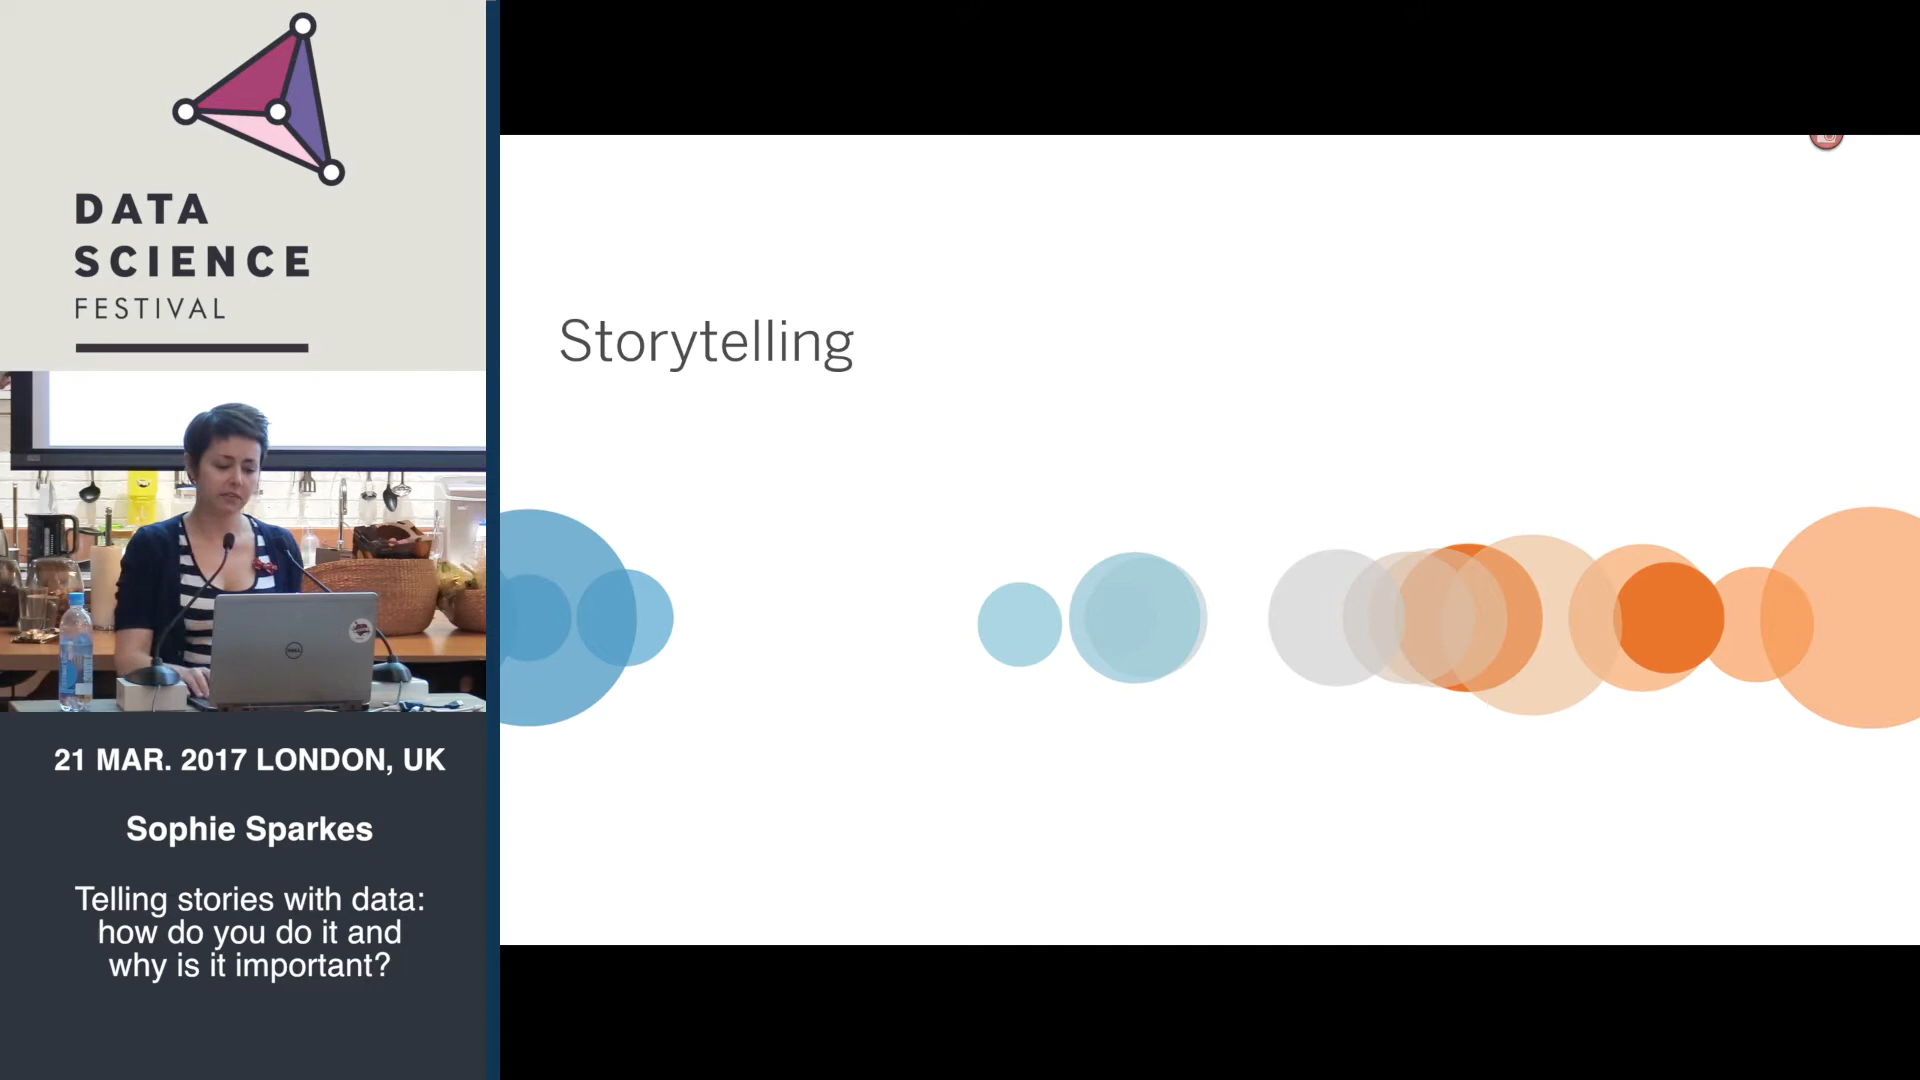 DATA
SCIENCE
FESTIVAL
Storytelling
DELL
21 MAR. 2017 LONDON, UK
Sophie Sparkes
Telling stories with data:
how do you do it and
why is it important?